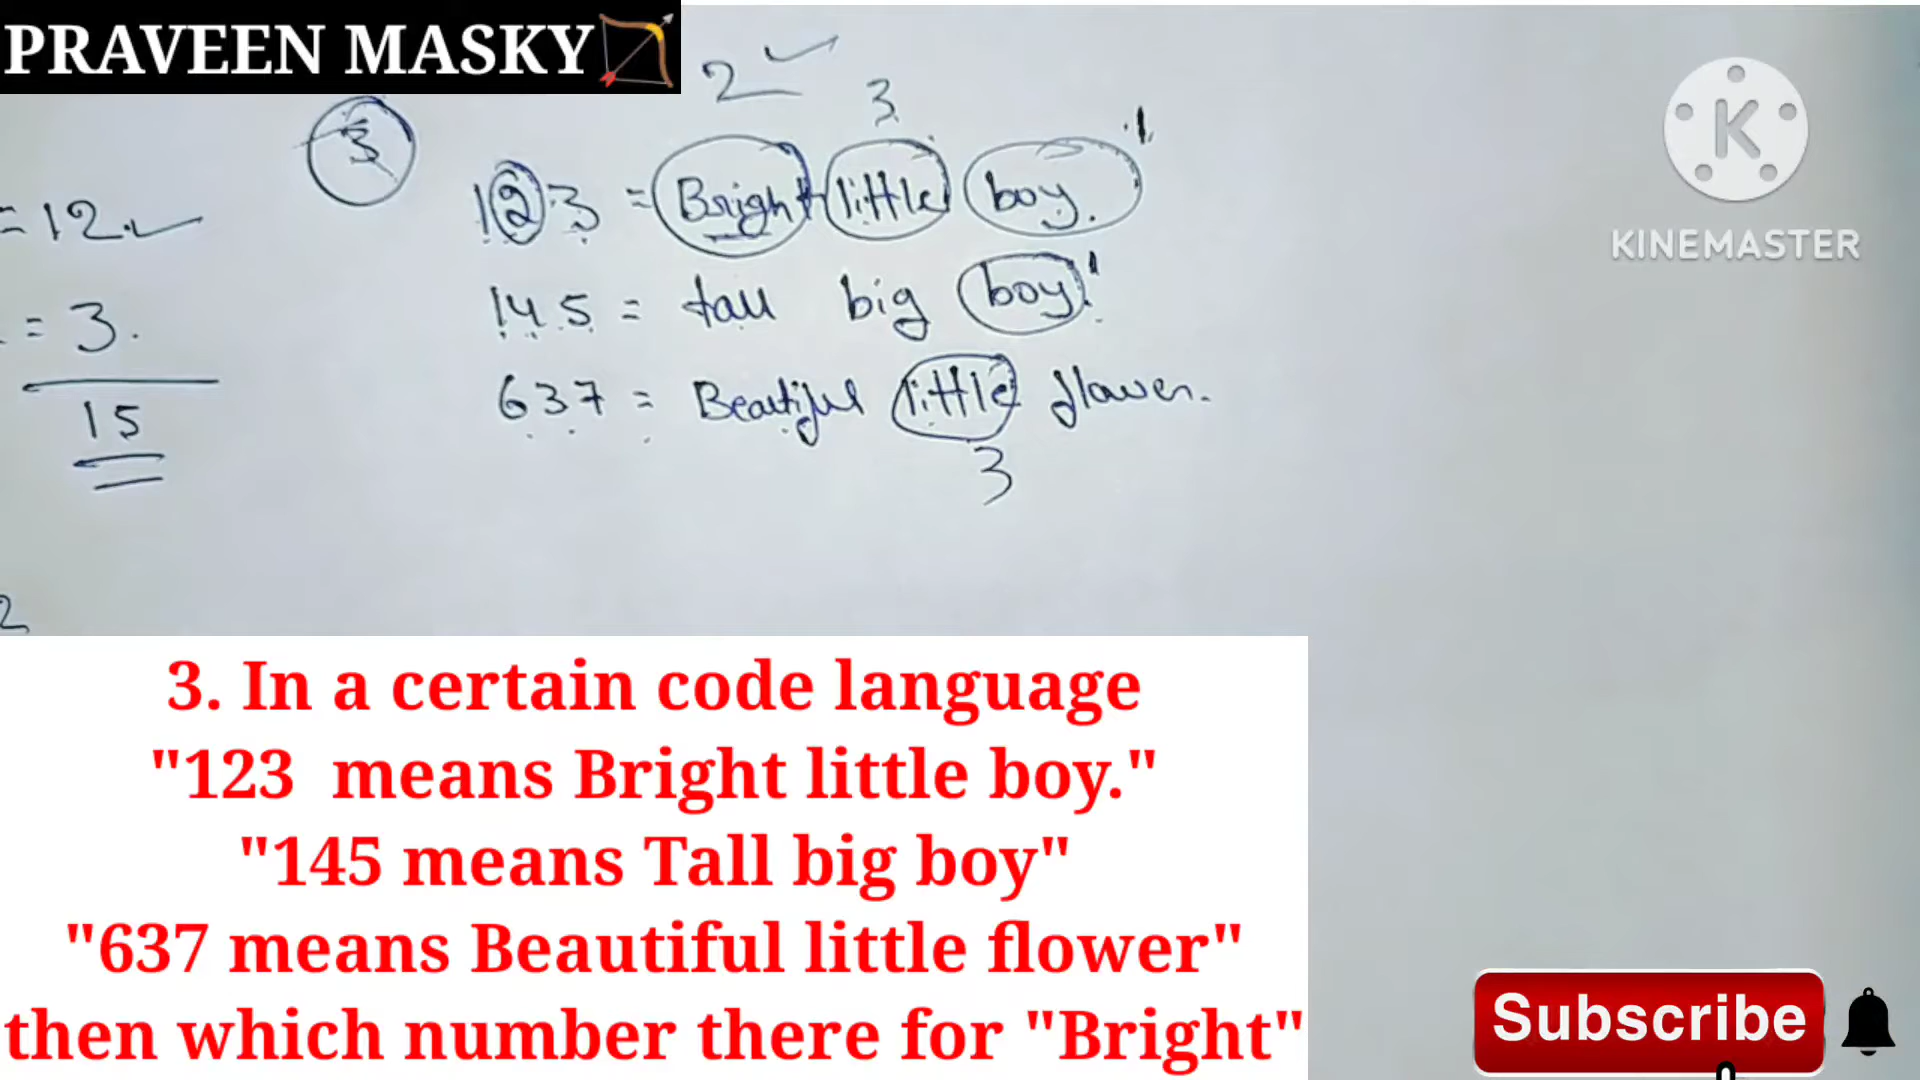 PRAVEEN MASKY
2
3
3
1
123 = Bright little boy.
= 12.
145 = tall big boy. 1
= 3.
637 = Beautiful little flower.
15
3
2
KINEMASTER
3. In a certain code language
"123 means Bright little boy."
"145 means Tall big boy"
"637 means Beautiful little flower"
then which number there for "Bright"
Subscribe